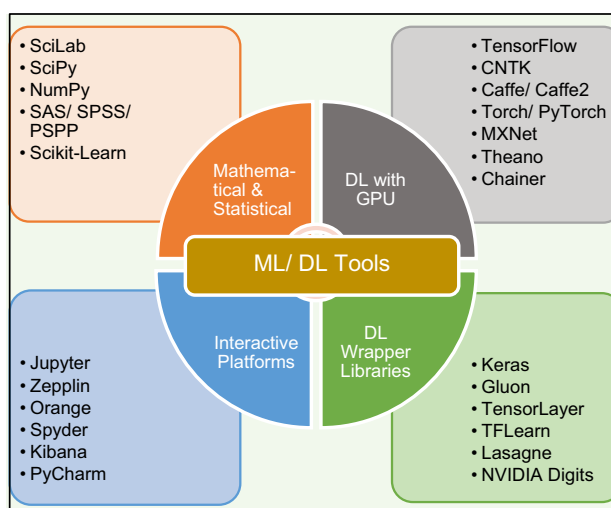 • SciLab
• SciPy
• NumPy
• SAS/ SPSS/
PSPP
• Scikit-Learn
• TensorFlow
• CNTK
• Caffe/ Caffe2
• Torch/ PyTorch
• MXNet
• Theano
• Chainer
Mathema-
tical &
Statistical
DL with
GPU
ML/ DL Tools
Interactive
Platforms
DL
Wrapper
Libraries
• Jupyter
• Zepplin
• Orange
• Spyder
• Kibana
• PyCharm
• Keras
• Gluon
• TensorLayer
• TFLearn
• Lasagne
• NVIDIA Digits